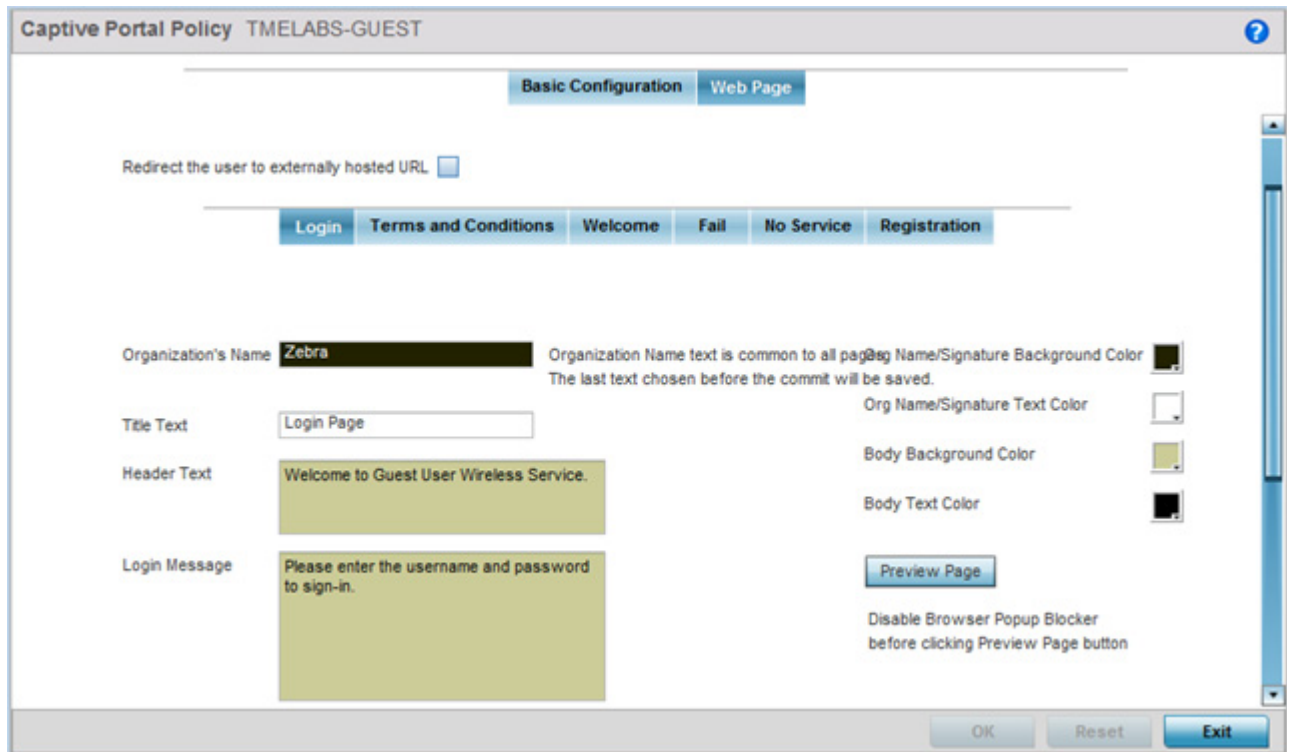 Captive Portal Policy TMELABS-GUEST
?
Basic Configuration Web Page
Redirect the user to externally hosted URL
Login Terms and Conditions Welcome Fail No Service Registration
Organization's Name Zebra Organization Name text is common to all pages. Org Name/Signature Background Color
The last text chosen before the commit will be saved.
Org Name/Signature Text Color
Title Text Login Page
Body Background Color
Header Text Welcome to Guest User Wireless Service.
Body Text Color
Login Message Please enter the username and password
to sign-in.
Preview Page
Disable Browser Popup Blocker
before clicking Preview Page button
OK Reset Exit